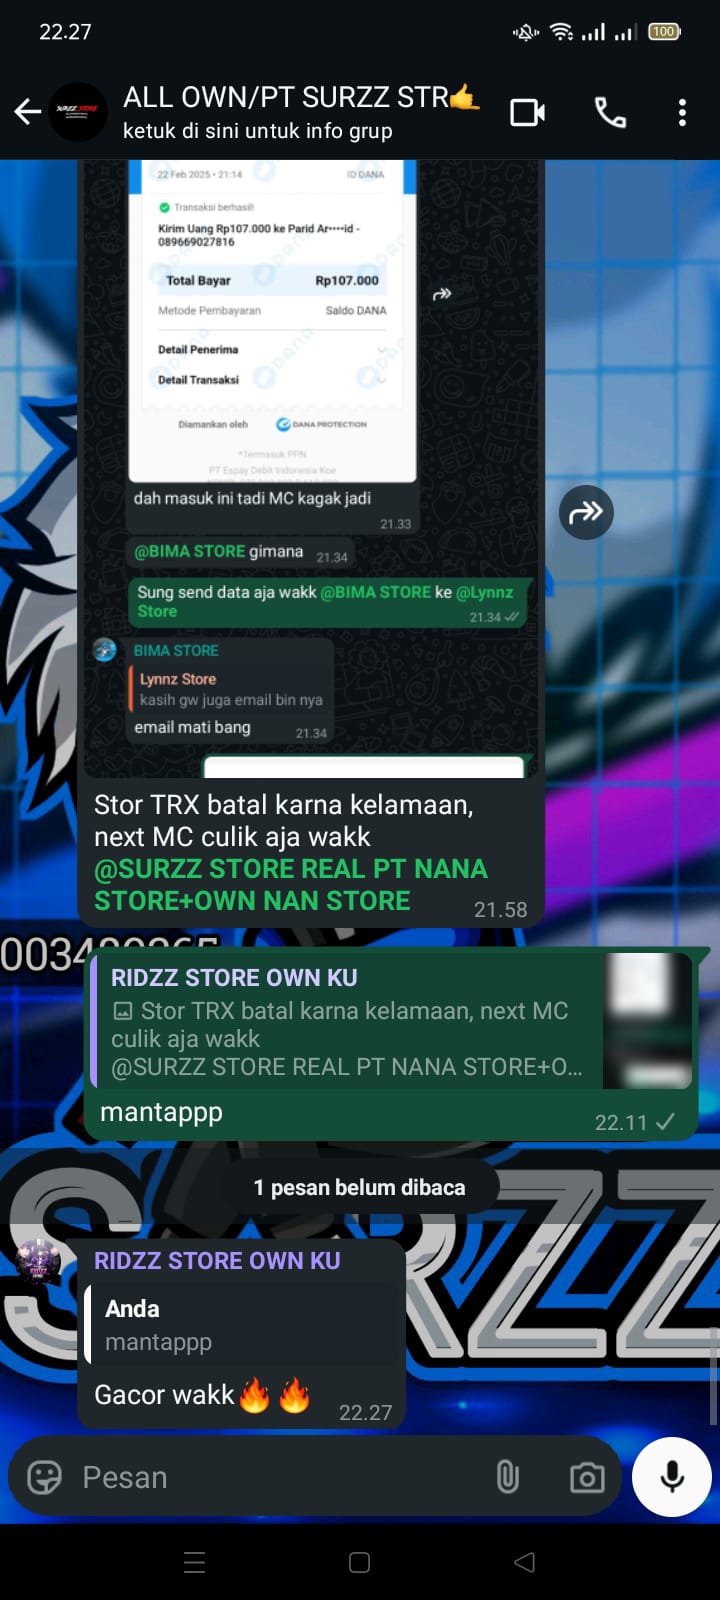 22.27
100
SURZZ STORE
ALL OWN/PT SURZZ STR🤙
ketuk di sini untuk info grup
22 Feb 2025 • 21:14
ID DANA
Transaksi berhasil!
Kirim Uang Rp107.000 ke Parid Ar••••id -
089669027816
Total Bayar
Rp107.000
Metode Pembayaran
Saldo DANA
Detail Penerima
Detail Transaksi
Diamankan oleh
DANA PROTECTION
*Termasuk PPN
PT Espay Debit Indonesia Koe
dah masuk ini tadi MC kagak jadi
21.33
@BIMA STORE gimana
21.34
Sung send data aja wakk @BIMA STORE ke @Lynnz
Store
21.34
BIMA STORE
Lynnz Store
kasih gw juga email bin nya
email mati bang
21.34
Stor TRX batal karna kelamaan,
next MC culik aja wakk
@SURZZ STORE REAL PT NANA
STORE+OWN NAN STORE
21.58
RIDZZ STORE OWN KU
Stor TRX batal karna kelamaan, next MC
culik aja wakk
@SURZZ STORE REAL PT NANA STORE+O...
mantappp
22.11
1 pesan belum dibaca
SURZZ
RIDZZ STORE OWN KU
Anda
mantappp
Gacor wakk🔥🔥
22.27
Pesan